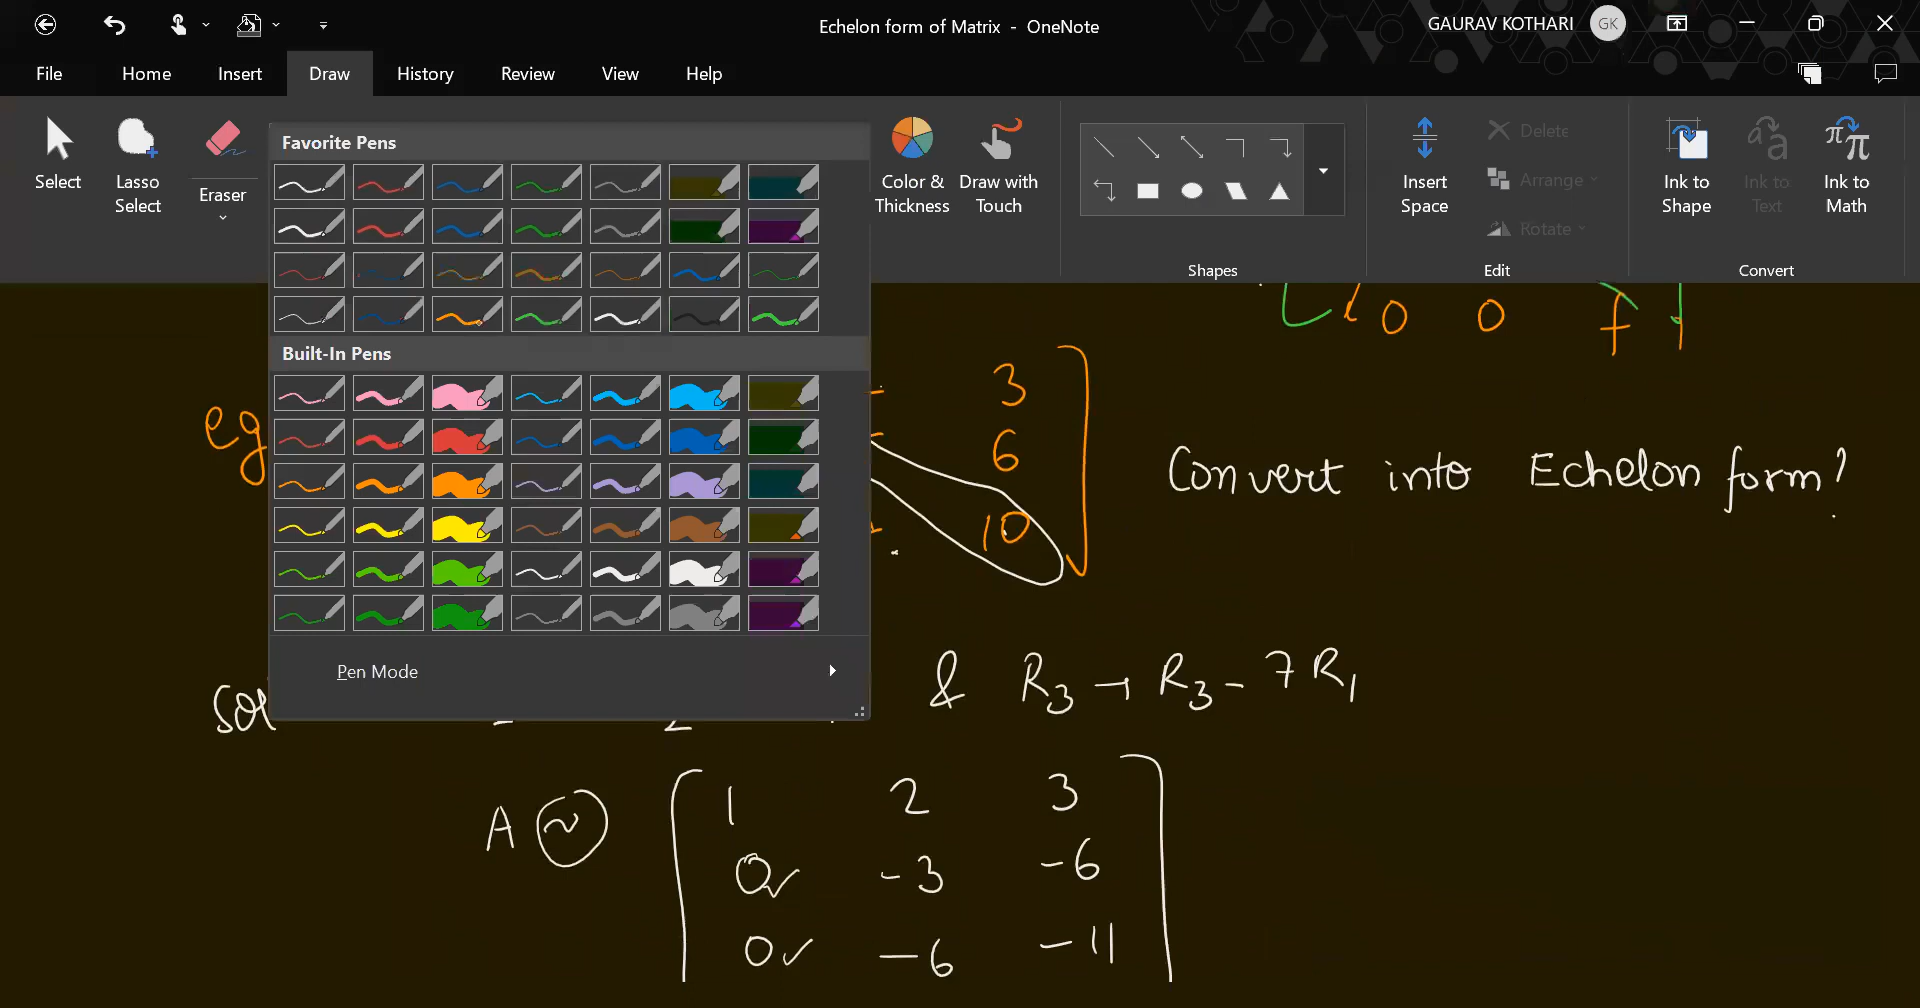 Echelon form of Matrix - OneNote
GAURAV KOTHARI GK
File Home Insert Draw History Review View Help
Select
Lasso Select
Eraser
Favorite Pens
Built-In Pens
Pen Mode
Color & Thickness
Draw with Touch
Shapes
Insert Space
Delete
Arrange
Rotate
Edit
Ink to Shape
Ink to Text
Ink to Math
Convert
0 0 f
eg
3
6
10
Convert into Echelon form?
Sol
& R3 → R3 - 7R1
A ~ 1 2 3
0✓ -3 -6
0✓ -6 -11